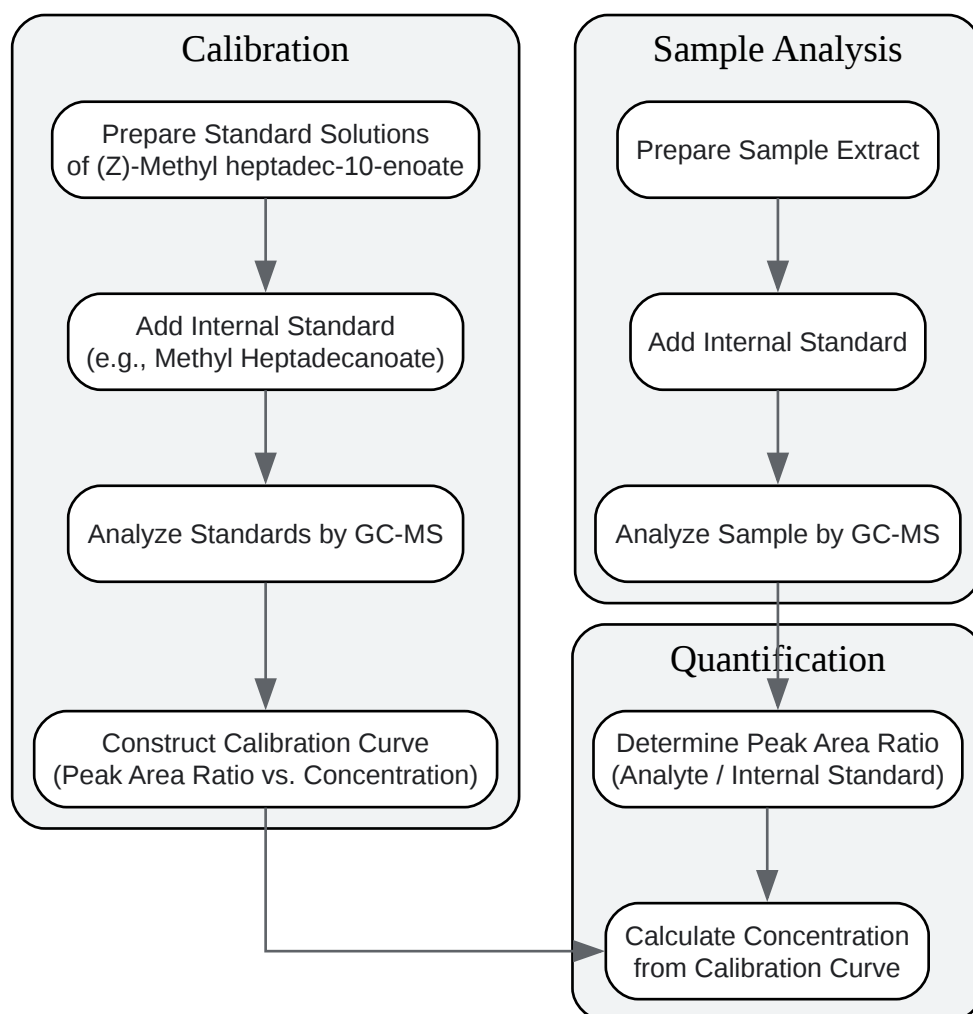 Calibration
Prepare Standard Solutions
of (Z)-Methyl heptadec-10-enoate
Add Internal Standard
(e.g., Methyl Heptadecanoate)
Analyze Standards by GC-MS
Construct Calibration Curve
(Peak Area Ratio vs. Concentration)
Sample Analysis
Prepare Sample Extract
Add Internal Standard
Analyze Sample by GC-MS
Quantification
Determine Peak Area Ratio
(Analyte / Internal Standard)
Calculate Concentration
from Calibration Curve